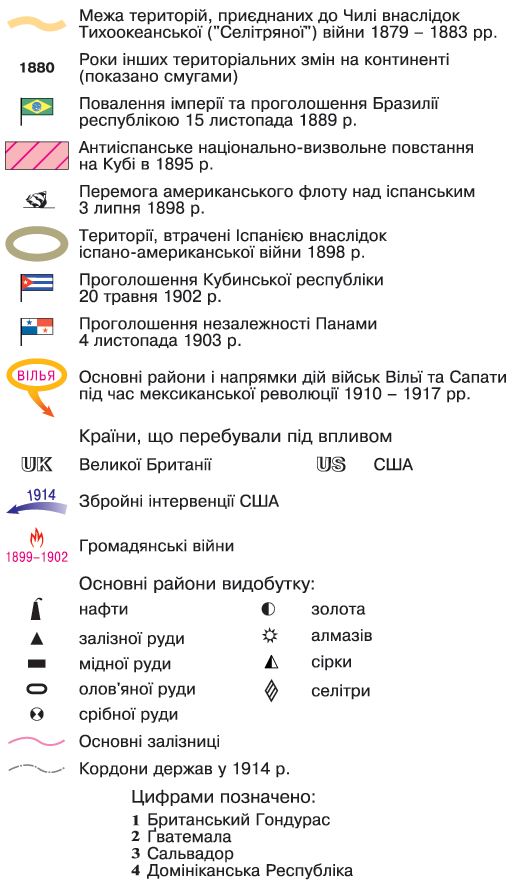 Межа територій, приєднаних до Чилі внаслідок
Тихоокеанської ("Селітряної") війни 1879 – 1883 рр.
1880
Роки інших територіальних змін на континенті
(показано смугами)
Повалення імперії та проголошення Бразилії
республікою 15 листопада 1889 р.
Антиіспанське національно-визвольне повстання
на Кубі в 1895 р.
Перемога американського флоту над іспанським
3 липня 1898 р.
Території, втрачені Іспанією внаслідок
іспано-американської війни 1898 р.
Проголошення Кубинської республіки
20 травня 1902 р.
Проголошення незалежності Панами
4 листопада 1903 р.
ВІЛЬЯ
Основні райони і напрямки дій військ Вільї та Сапати
під час мексиканської революції 1910 – 1917 рр.
Країни, що перебували під впливом
UK Великої Британії US США
1914 Збройні інтервенції США
1899–1902 Громадянські війни
Основні райони видобутку:
нафти золота
залізної руди алмазів
мідної руди сірки
олов'яної руди селітри
срібної руди
Основні залізниці
Кордони держав у 1914 р.
Цифрами позначено:
1 Британський Гондурас
2 Ґватемала
3 Сальвадор
4 Домініканська Республіка